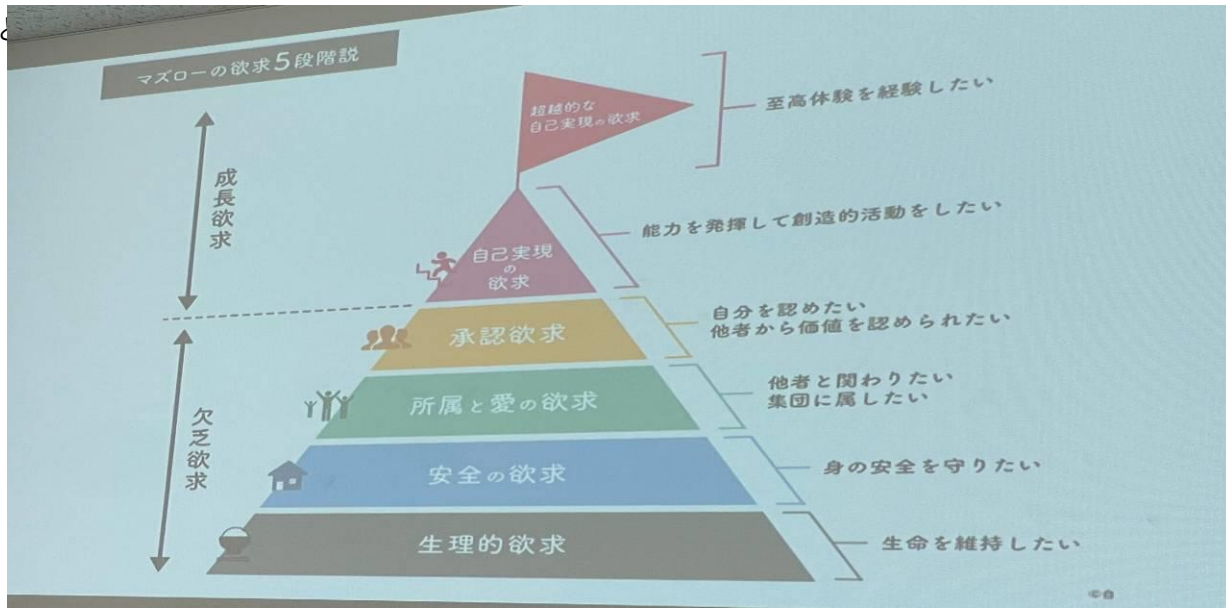 マズローの欲求5段階説
超越的な
自己実現の欲求
至高体験を経験したい
成長欲求
自己実現
の
欲求
能力を発揮して創造的活動をしたい
承認欲求
自分を認めたい
他者から価値を認められたい
欠乏欲求
所属と愛の欲求
他者と関わりたい
集団に属したい
安全の欲求
身の安全を守りたい
生理的欲求
生命を維持したい